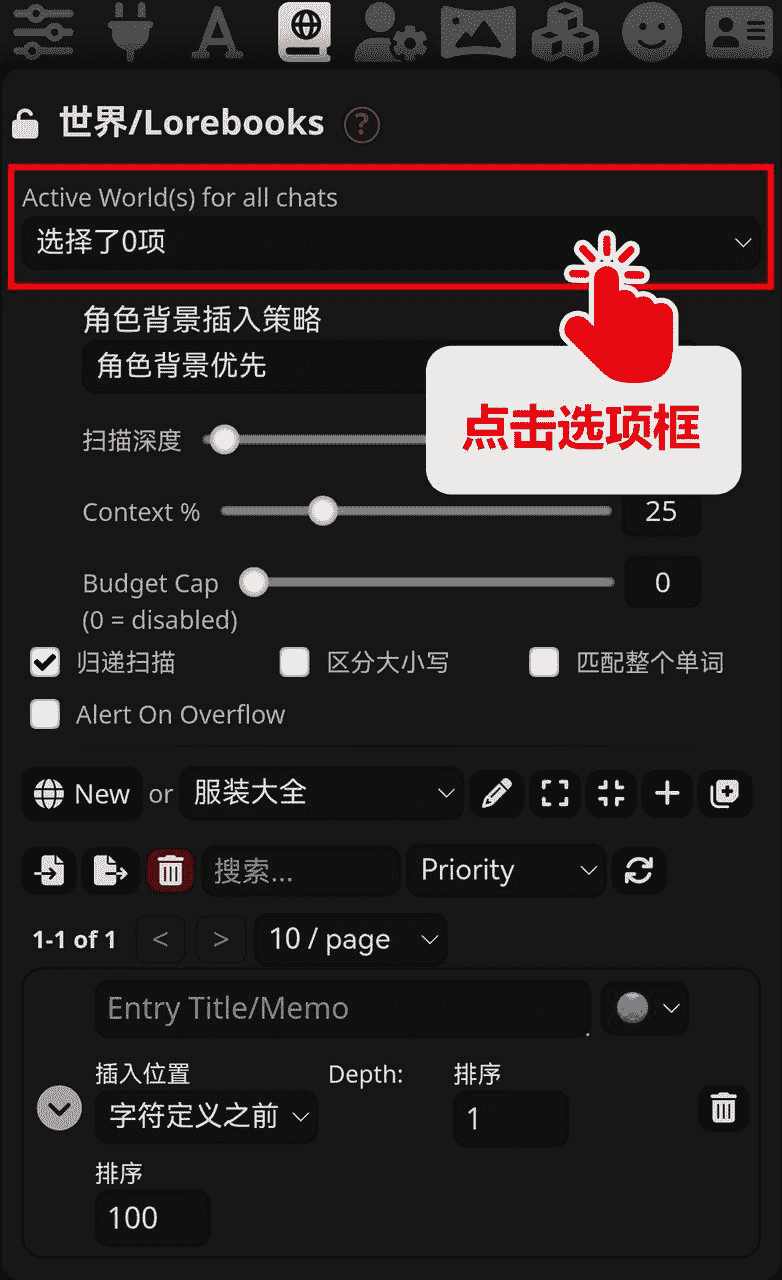 世界/Lorebooks ?
Active World(s) for all chats
选择了0项
角色背景插入策略
角色背景优先
点击选项框
扫描深度
Context % 25
Budget Cap 0
(0 = disabled)
归递扫描 区分大小写 匹配整个单词
Alert On Overflow
New or 服装大全
搜索... Priority
1-1 of 1 < > 10 / page
Entry Title/Memo
插入位置 Depth: 排序
字符定义之前 1
排序
100